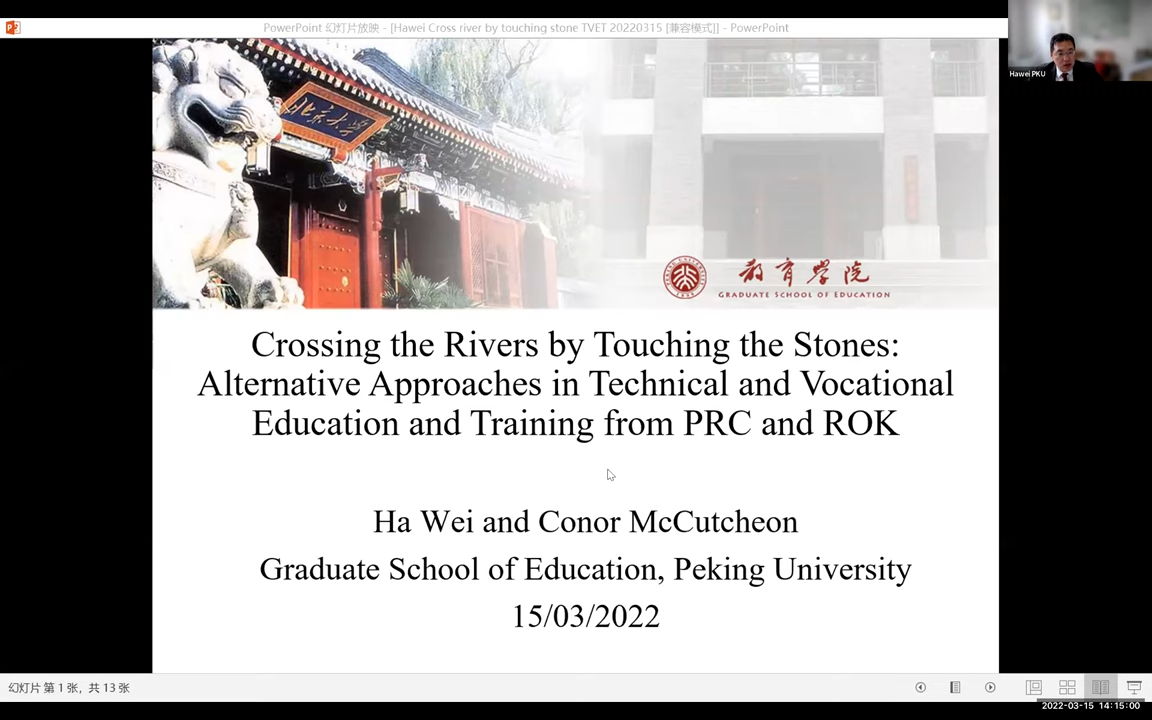 PowerPoint 幻灯片放映 - [Hawei Cross river by touching stone TVET 20220315 [兼容模式]] - PowerPoint
Hawei PKU
北京大学
教育学院
GRADUATE SCHOOL OF EDUCATION
Crossing the Rivers by Touching the Stones:
Alternative Approaches in Technical and Vocational
Education and Training from PRC and ROK
Ha Wei and Conor McCutcheon
Graduate School of Education, Peking University
15/03/2022
幻灯片 第 1 张，共 13 张
2022-03-15 14:15:00